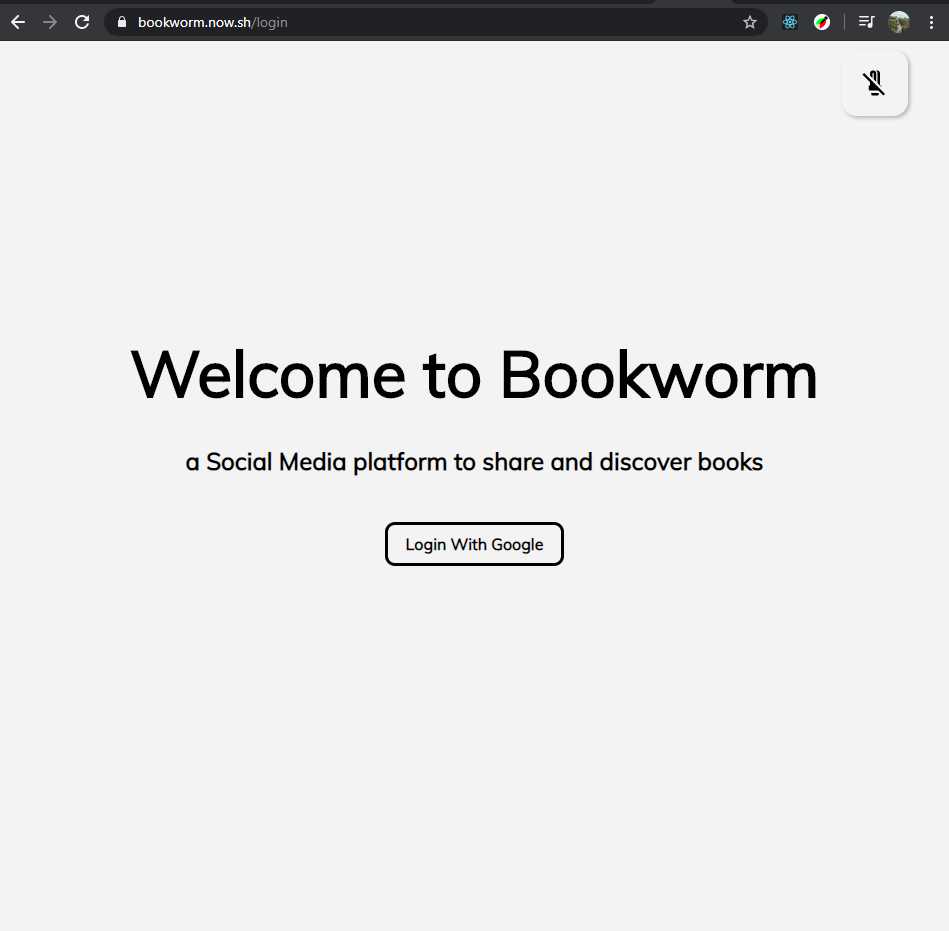 bookworm.now.sh/login
Welcome to Bookworm
a Social Media platform to share and discover books
Login With Google